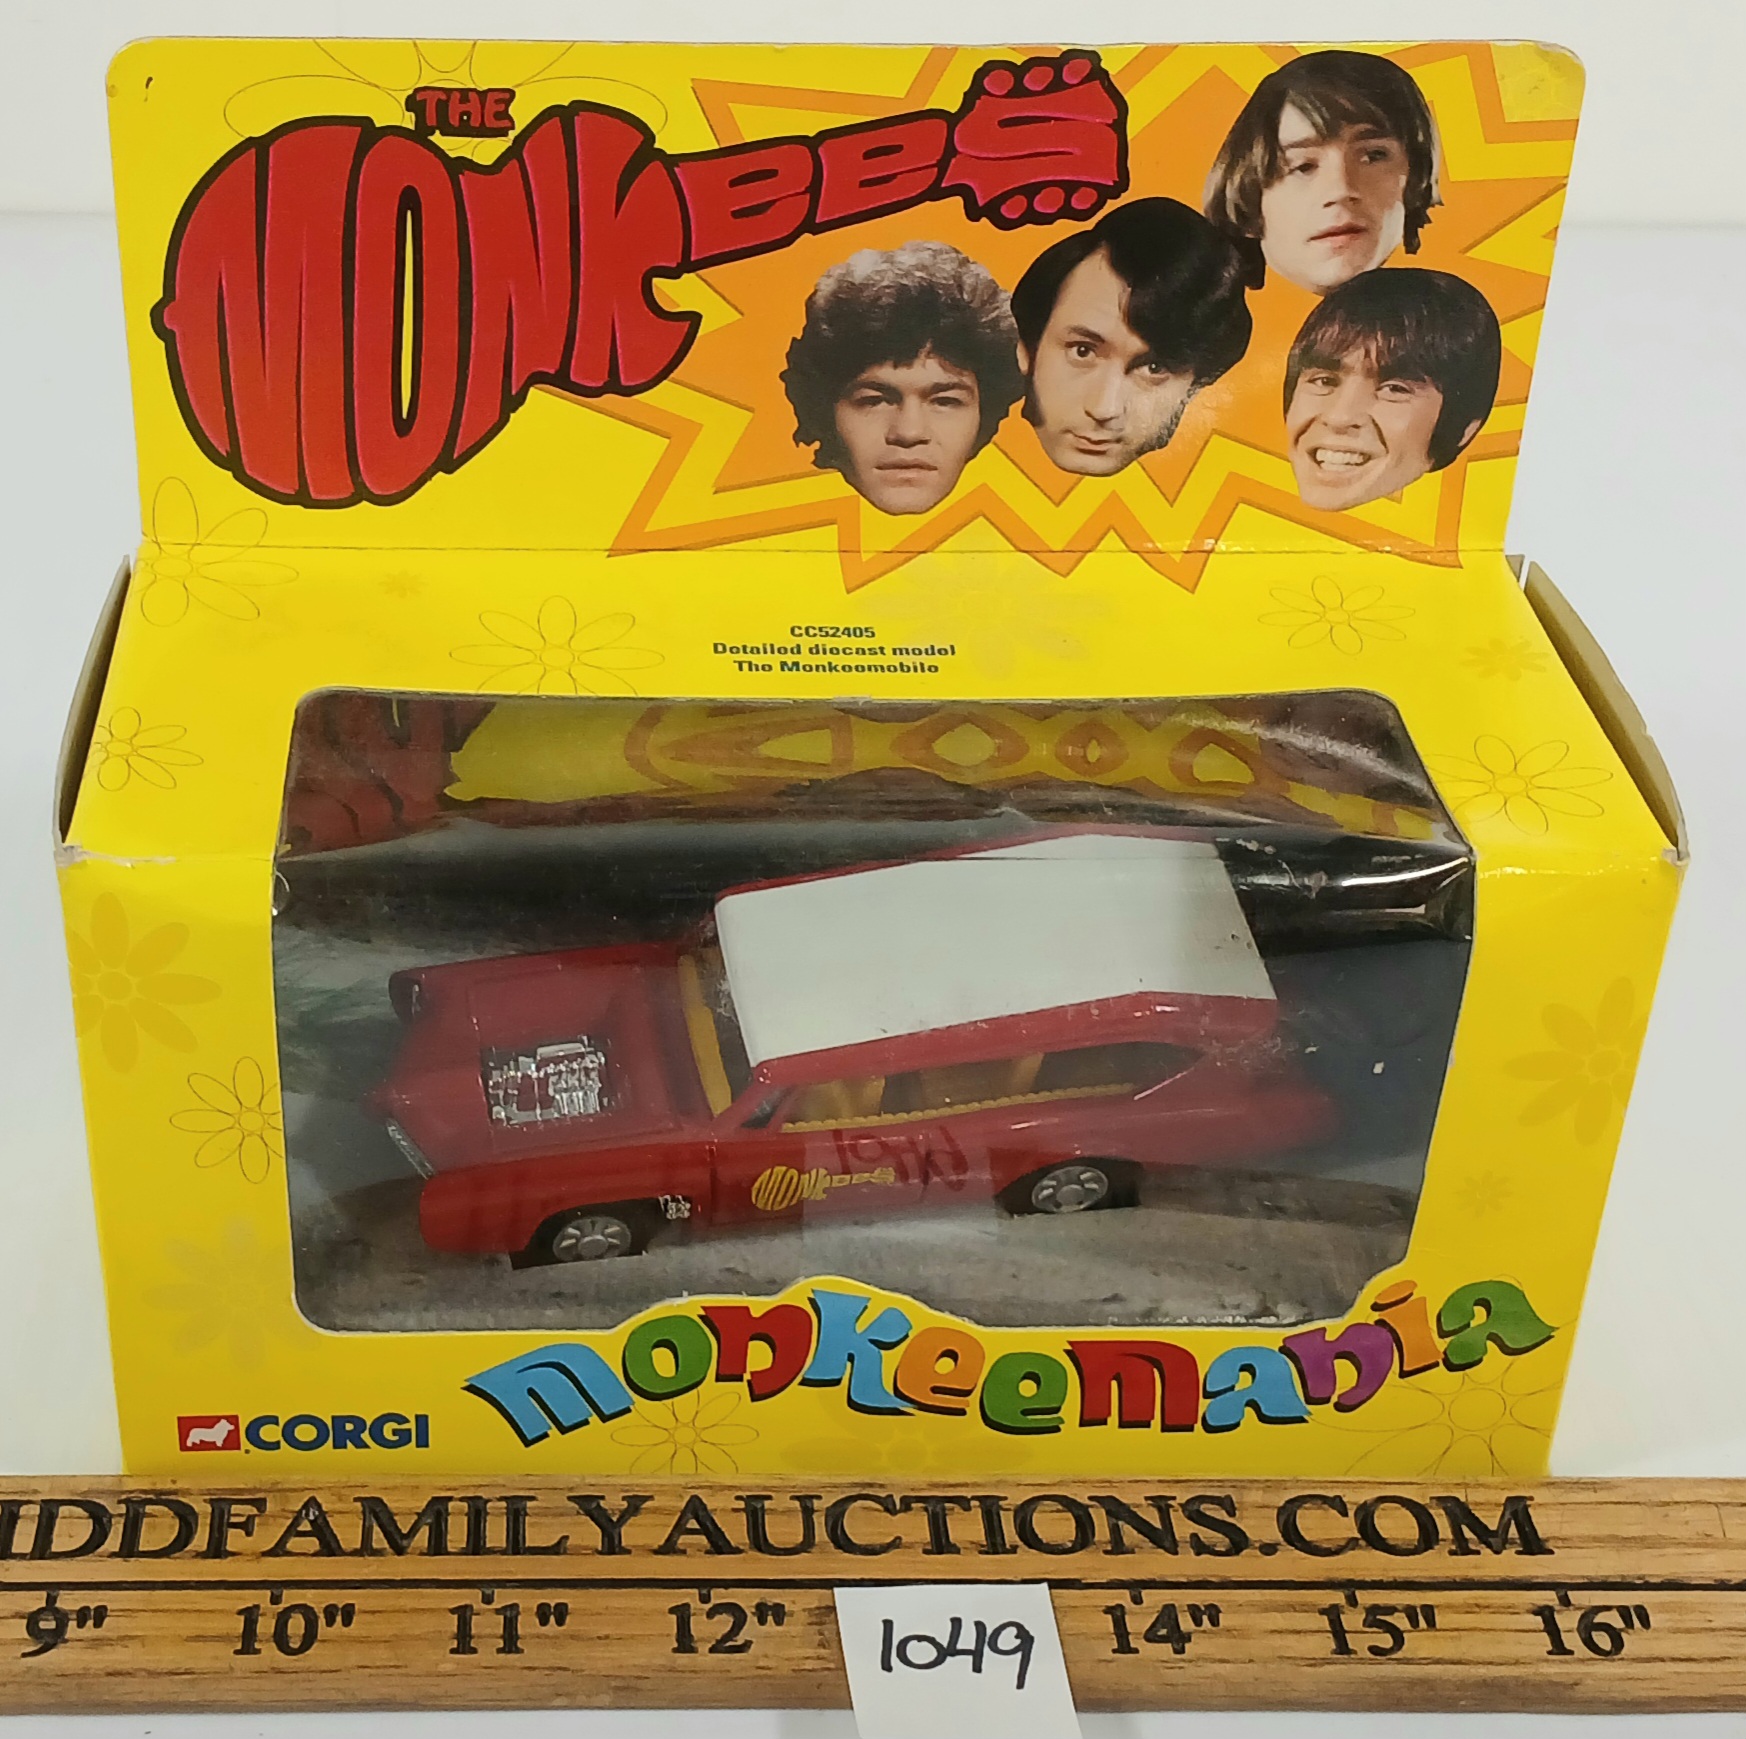 THE
MONKEES
CC52405
Detailed diecast model
The Monkeemobile
MONKEES
monkeemania
CORGI
IDDFAMILYAUCTIONS.COM
9" 10" 11" 12" 14" 15" 16"
1049